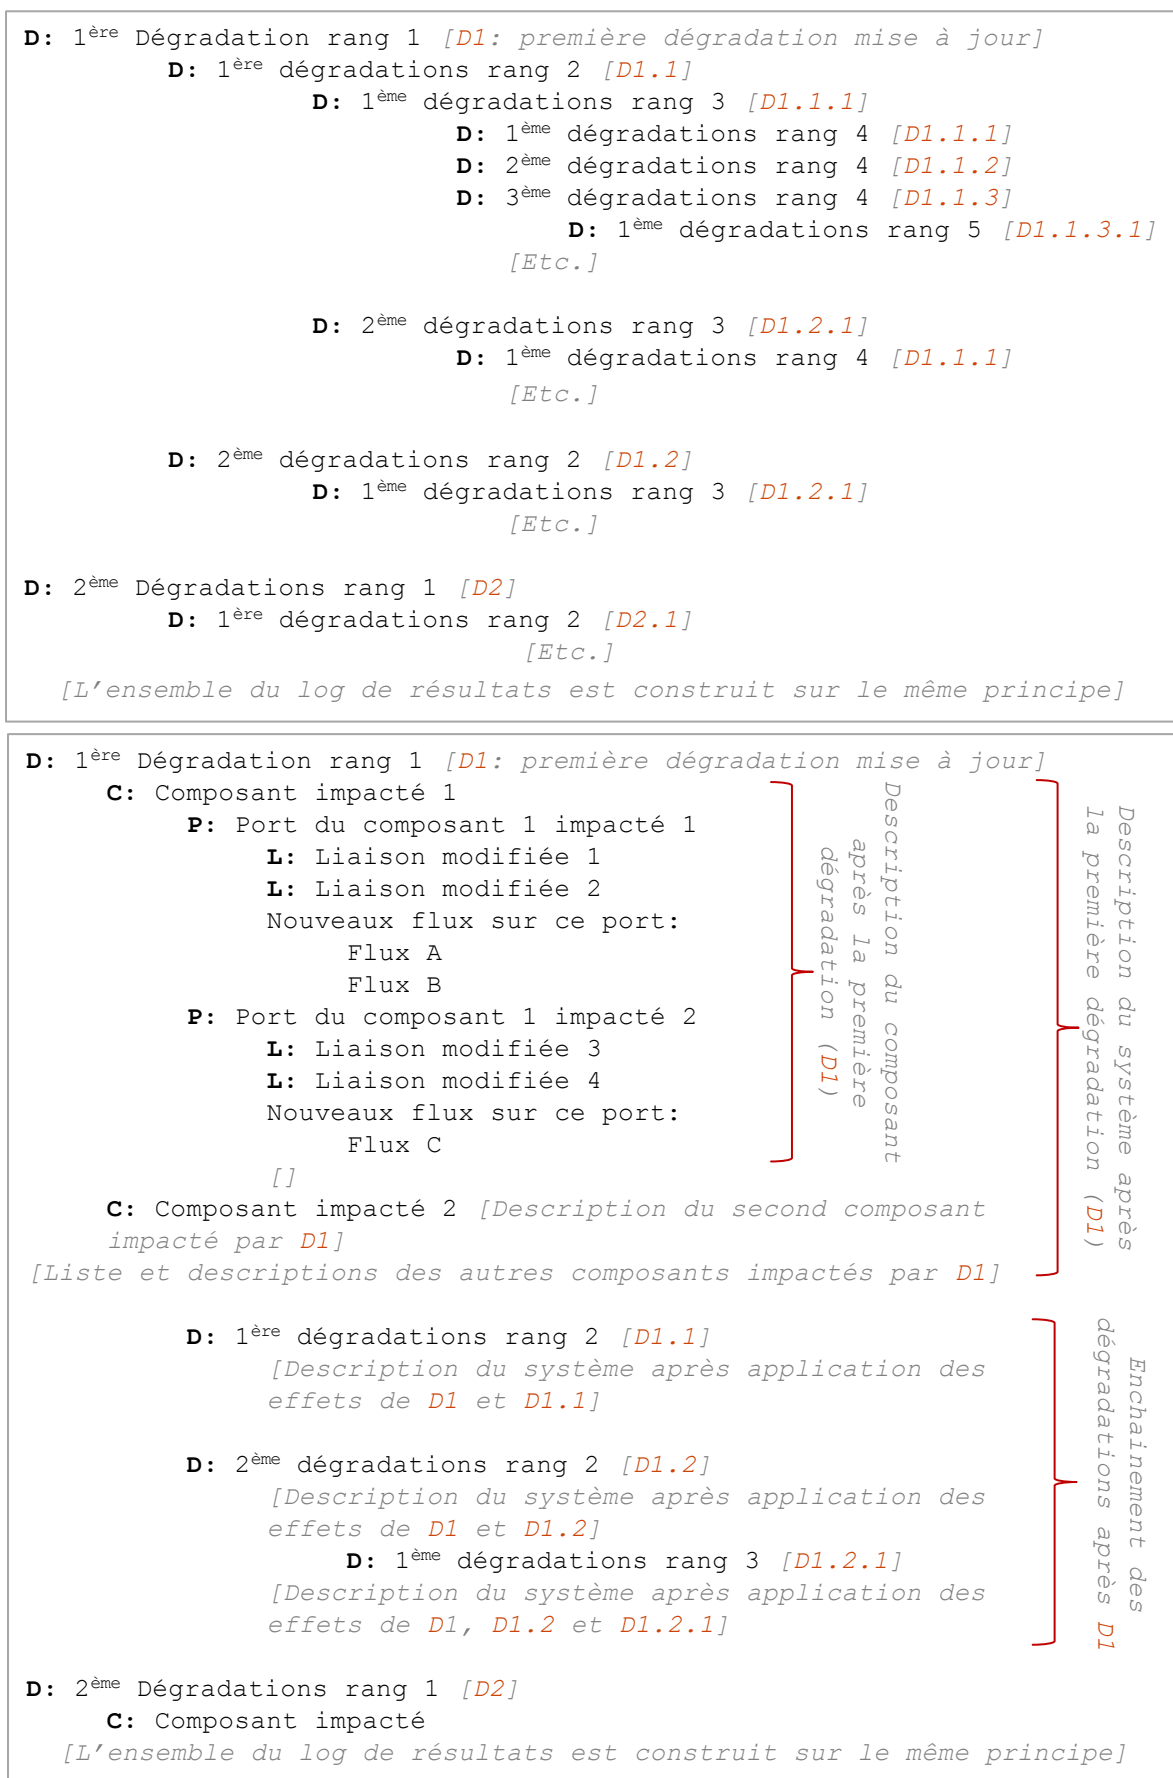 D: 1ère Dégradation rang 1 [D1: première dégradation mise à jour]
D: 1ère dégradations rang 2 [D1.1]
D: 1ème dégradations rang 3 [D1.1.1]
D: 1ème dégradations rang 4 [D1.1.1]
D: 2ème dégradations rang 4 [D1.1.2]
D: 3ème dégradations rang 4 [D1.1.3]
D: 1ème dégradations rang 5 [D1.1.3.1]
[Etc.]
D: 2ème dégradations rang 3 [D1.2.1]
D: 1ème dégradations rang 4 [D1.1.1]
[Etc.]
D: 2ème dégradations rang 2 [D1.2]
D: 1ème dégradations rang 3 [D1.2.1]
[Etc.]
D: 2ème Dégradations rang 1 [D2]
D: 1ère dégradations rang 2 [D2.1]
[Etc.]
[L’ensemble du log de résultats est construit sur le même principe]
D: 1ère Dégradation rang 1 [D1: première dégradation mise à jour]
C: Composant impacté 1
P: Port du composant 1 impacté 1
L: Liaison modifiée 1
L: Liaison modifiée 2
Nouveaux flux sur ce port:
Flux A
Flux B
P: Port du composant 1 impacté 2
L: Liaison modifiée 3
L: Liaison modifiée 4
Nouveaux flux sur ce port:
Flux C
[]
Description du composant
après la première
dégradation (D1)
Description du système après
la première dégradation (D1)
C: Composant impacté 2 [Description du second composant
impacté par D1]
[Liste et descriptions des autres composants impactés par D1]
D: 1ère dégradations rang 2 [D1.1]
[Description du système après application des
effets de D1 et D1.1]
D: 2ème dégradations rang 2 [D1.2]
[Description du système après application des
effets de D1 et D1.2]
D: 1ème dégradations rang 3 [D1.2.1]
[Description du système après application des
effets de D1, D1.2 et D1.2.1]
Enchainement des
dégradations après D1
D: 2ème Dégradations rang 1 [D2]
C: Composant impacté
[L’ensemble du log de résultats est construit sur le même principe]